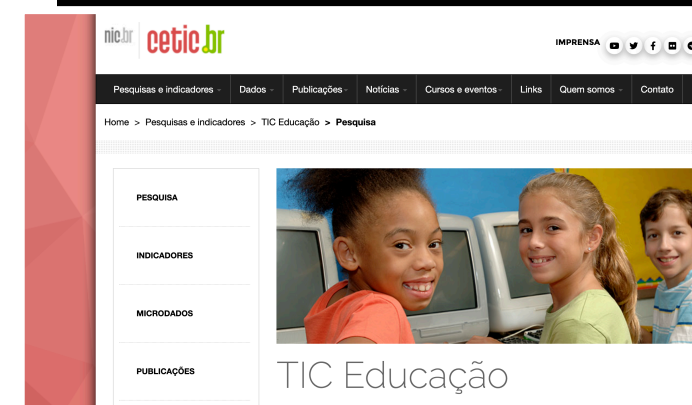 nic.br cetic.br
IMPRENSA
Pesquisas e indicadores Dados Publicações Notícias Cursos e eventos Links Quem somos Contato
Home > Pesquisas e indicadores > TIC Educação > Pesquisa
PESQUISA
INDICADORES
MICRODADOS
PUBLICAÇÕES
TIC Educação